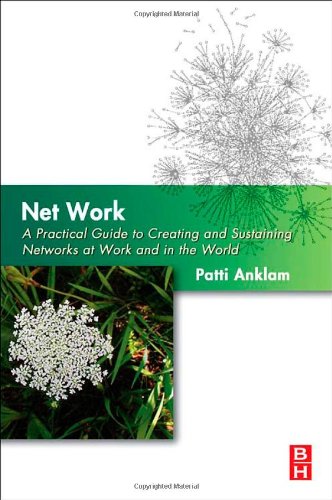 Copyrighted Material
Net Work
A Practical Guide to Creating and Sustaining
Networks at Work and in the World
Patti Anklam
B
H
Copyrighted Material